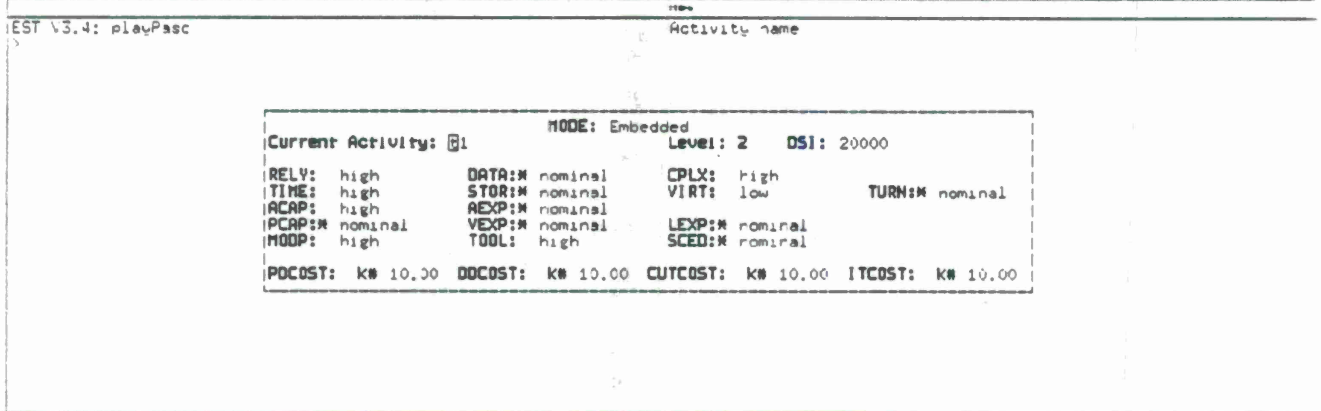 EST V3.4: playPasc Activity name
>
MODE: Embedded
Current Activity: 1 Level: 2 DSI: 20000
RELY: high DATA:* nominal CPLX: high
TIME: high STOR:* nominal VIRT: low TURN:* nominal
ACAP: high AEXP:* nominal
PCAP:* nominal VEXP:* nominal LEXP:* nominal
MODP: high TOOL: high SCED:* nominal
PDCOST: K# 10.00 DDCOST: K# 10.00 CUTCOST: K# 10.00 ITCOST: K# 10.00